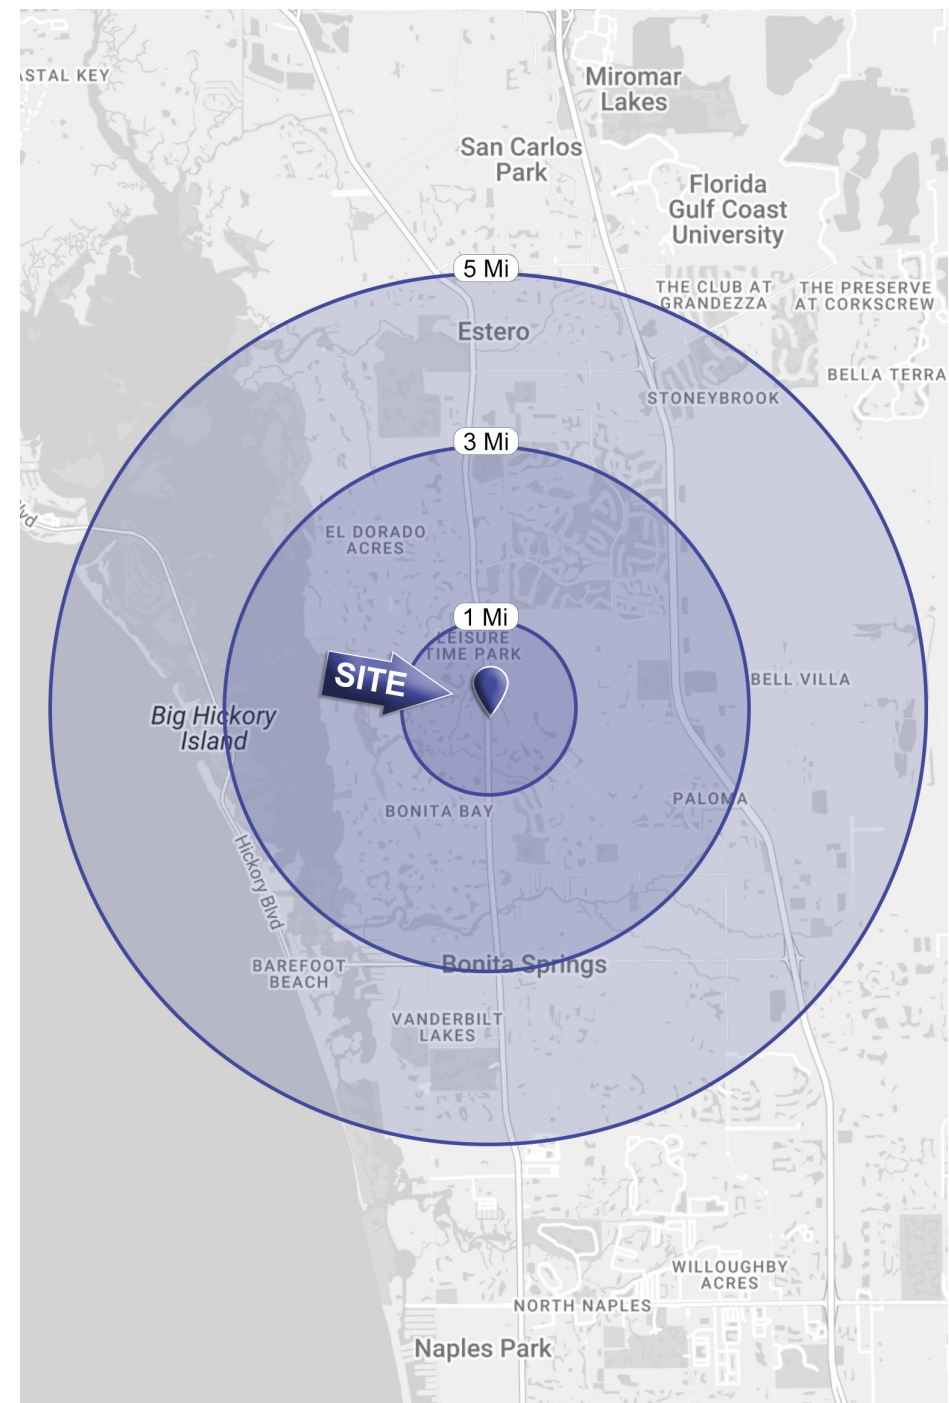 ASTAL KEY
Miromar
Lakes
San Carlos
Park
Florida
Gulf Coast
University
5 Mi
THE CLUB AT
GRANDEZZA
THE PRESERVE
AT CORKSCREW
Estero
BELLA TERRA
STONEYBROOK
3 Mi
lvd
EL DORADO
ACRES
1 Mi
LEISURE
TIME PARK
SITE
BELL VILLA
Big Hickory
Island
PALOMA
BONITA BAY
Hickory Blvd
BAREFOOT
BEACH
Bonita Springs
VANDERBILT
LAKES
WILLOUGHBY
ACRES
NORTH NAPLES
Naples Park